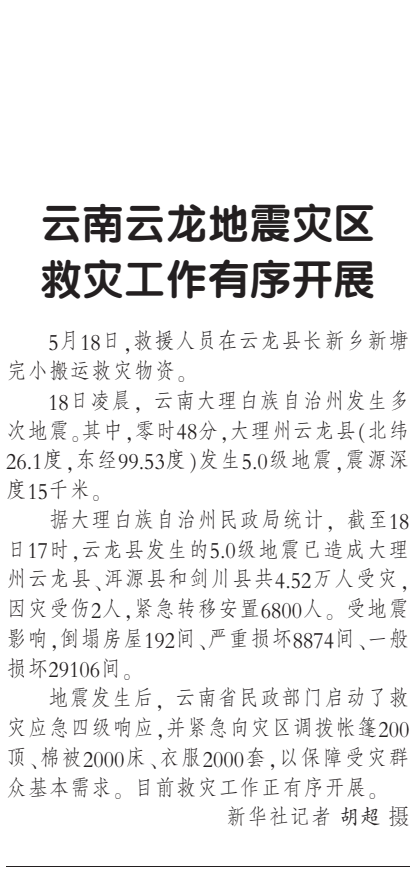 云南云龙地震灾区
救灾工作有序开展
5月18日，救援人员在云龙县长新乡新塘
完小搬运救灾物资。
18日凌晨，云南大理白族自治州发生多
次地震。其中，零时48分，大理州云龙县（北纬
26.1度，东经99.53度）发生5.0级地震，震源深
度15千米。
据大理白族自治州民政局统计，截至18
日17时，云龙县发生的5.0级地震已造成大理
州云龙县、洱源县和剑川县共4.52万人受灾，
因灾受伤2人，紧急转移安置6800人。受地震
影响，倒塌房屋192间、严重损坏8874间、一般
损坏29106间。
地震发生后，云南省民政部门启动了救
灾应急四级响应，并紧急向灾区调拨帐篷200
顶、棉被2000床、衣服2000套，以保障受灾群
众基本需求。目前救灾工作正有序开展。
新华社记者 胡超 摄